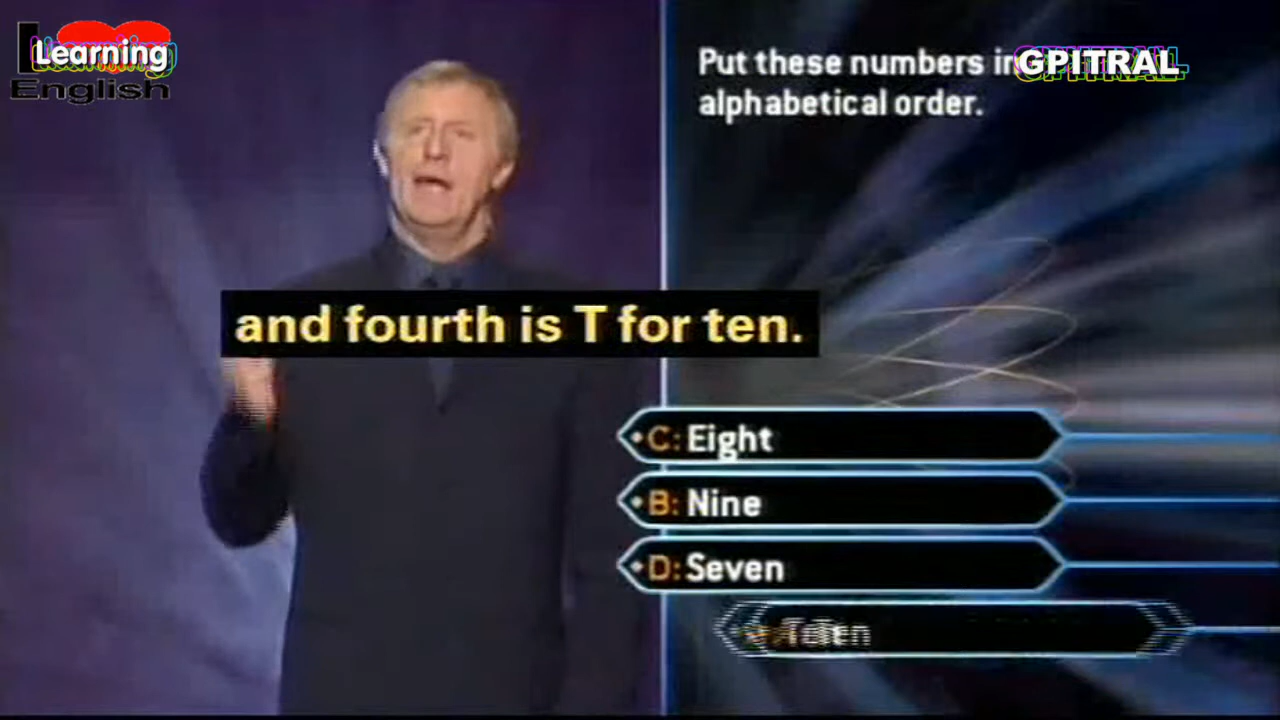 Learning
English
GPITRAL
Put these numbers in
alphabetical order.
and fourth is T for ten.
C: Eight
B: Nine
D: Seven
Ten